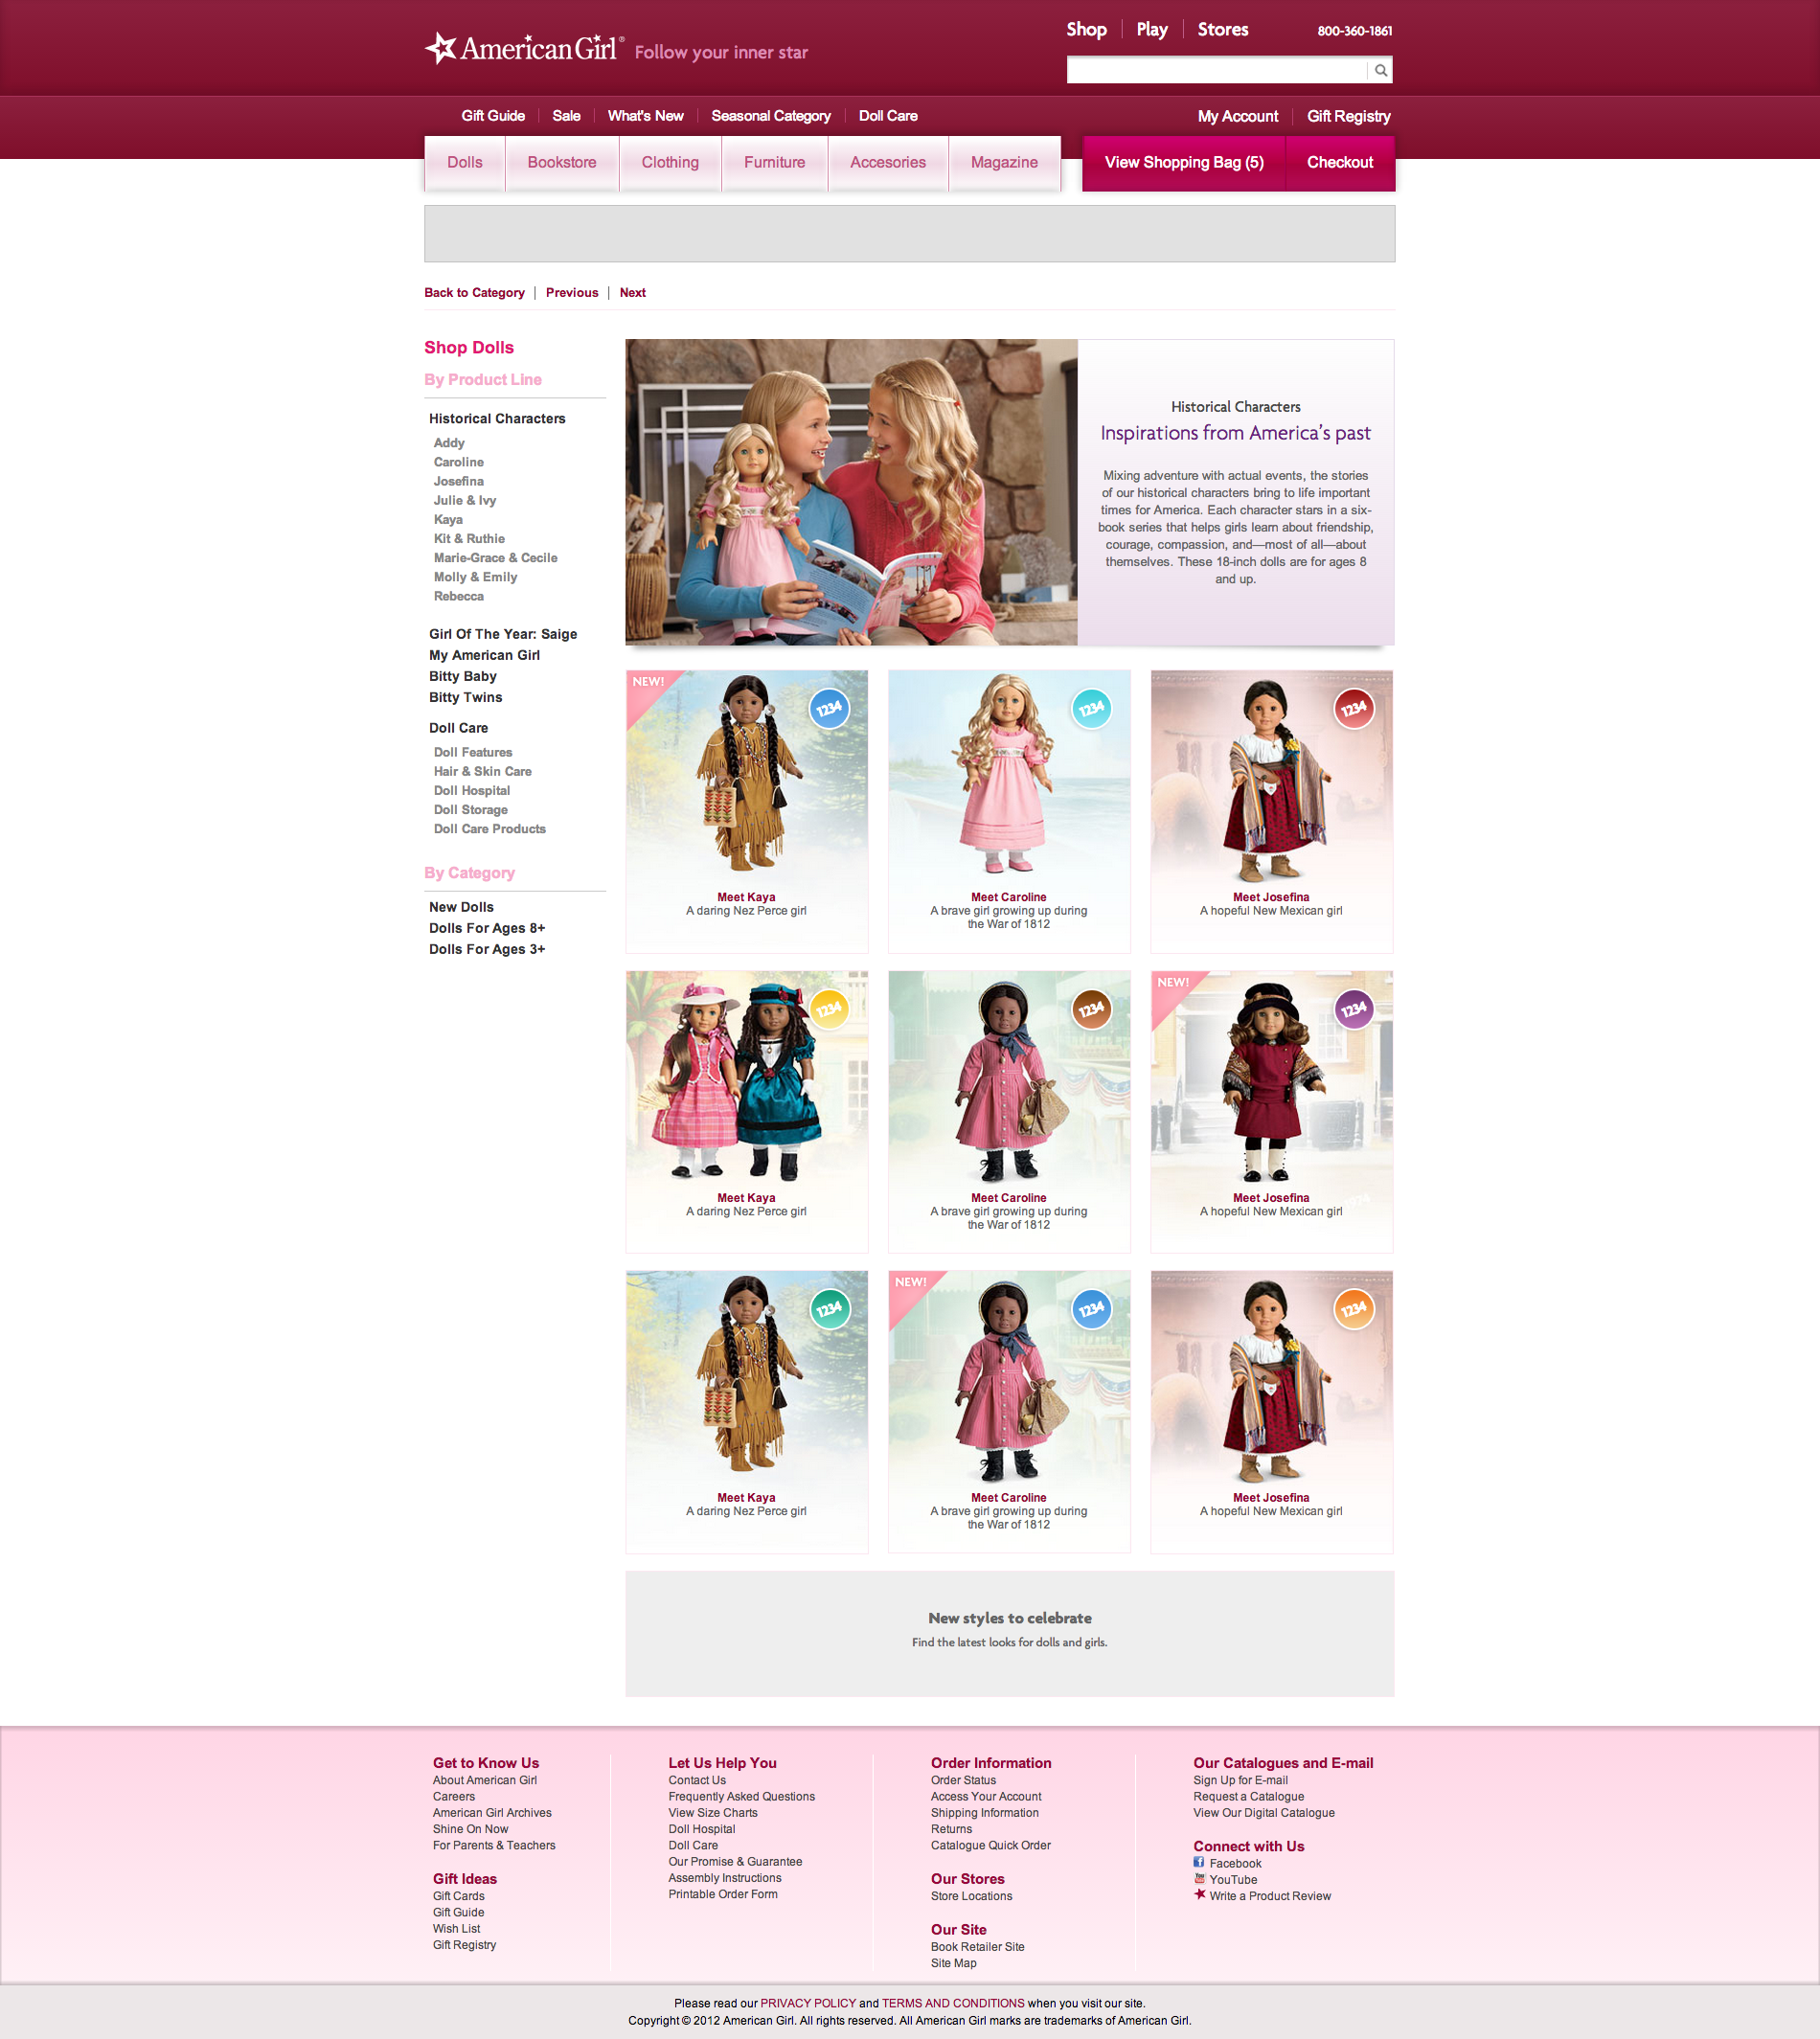 AmericanGirl® Follow your inner star
Shop Play Stores 800-360-1861
Gift Guide Sale What's New Seasonal Category Doll Care My Account Gift Registry
Dolls Bookstore Clothing Furniture Accesories Magazine View Shopping Bag (5) Checkout
Back to Category Previous Next
Shop Dolls
By Product Line
Historical Characters
Addy
Caroline
Josefina
Julie & Ivy
Kaya
Kit & Ruthie
Marie-Grace & Cecile
Molly & Emily
Rebecca
Girl Of The Year: Saige
My American Girl
Bitty Baby
Bitty Twins
Doll Care
Doll Features
Hair & Skin Care
Doll Hospital
Doll Storage
Doll Care Products
By Category
New Dolls
Dolls For Ages 8+
Dolls For Ages 3+
Historical Characters
Inspirations from America's past
Mixing adventure with actual events, the stories
of our historical characters bring to life important
times for America. Each character stars in a six-
book series that helps girls learn about friendship,
courage, compassion, and—most of all—about
themselves. These 18-inch dolls are for ages 8
and up.
NEW!
1234
Meet Kaya
A daring Nez Perce girl
1234
Meet Caroline
A brave girl growing up during
the War of 1812
1234
Meet Josefina
A hopeful New Mexican girl
1234
Meet Kaya
A daring Nez Perce girl
1234
Meet Caroline
A brave girl growing up during
the War of 1812
NEW!
1234
Meet Josefina
A hopeful New Mexican girl
1234
Meet Kaya
A daring Nez Perce girl
NEW!
1234
Meet Caroline
A brave girl growing up during
the War of 1812
1234
Meet Josefina
A hopeful New Mexican girl
New styles to celebrate
Find the latest looks for dolls and girls.
Get to Know Us
About American Girl
Careers
American Girl Archives
Shine On Now
For Parents & Teachers
Gift Ideas
Gift Cards
Gift Guide
Wish List
Gift Registry
Let Us Help You
Contact Us
Frequently Asked Questions
View Size Charts
Doll Hospital
Doll Care
Our Promise & Guarantee
Assembly Instructions
Printable Order Form
Order Information
Order Status
Access Your Account
Shipping Information
Returns
Catalogue Quick Order
Our Stores
Store Locations
Our Site
Book Retailer Site
Site Map
Our Catalogues and E-mail
Sign Up for E-mail
Request a Catalogue
View Our Digital Catalogue
Connect with Us
Facebook
YouTube
Write a Product Review
Please read our PRIVACY POLICY and TERMS AND CONDITIONS when you visit our site.
Copyright © 2012 American Girl. All rights reserved. All American Girl marks are trademarks of American Girl.